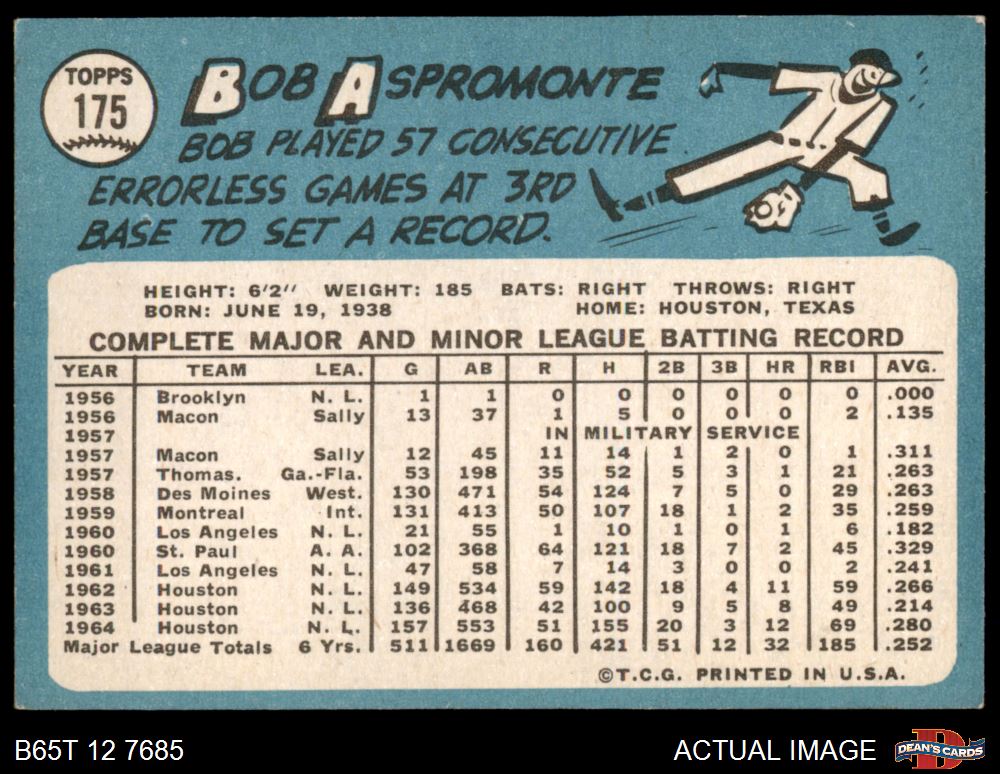 TOPPS
175
BOB ASPROMONTE
BOB PLAYED 57 CONSECUTIVE
ERRORLESS GAMES AT 3RD
BASE TO SET A RECORD.
HEIGHT: 6'2" WEIGHT: 185 BATS: RIGHT THROWS: RIGHT
BORN: JUNE 19, 1938 HOME: HOUSTON, TEXAS
COMPLETE MAJOR AND MINOR LEAGUE BATTING RECORD
YEAR TEAM LEA. G AB R H 2B 3B HR RBI AVG.
1956 Brooklyn N. L. 1 1 0 0 0 0 0 0 .000
1956 Macon Sally 13 37 1 5 0 0 0 2 .135
1957 IN MILITARY SERVICE
1957 Macon Sally 12 45 11 14 1 2 0 1 .311
1957 Thomas. Ga.-Fla. 53 198 35 52 5 3 1 21 .263
1958 Des Moines West. 130 471 54 124 7 5 0 29 .263
1959 Montreal Int. 131 413 50 107 18 1 2 35 .259
1960 Los Angeles N. L. 21 55 1 10 1 0 1 6 .182
1960 St. Paul A. A. 102 368 64 121 18 7 2 45 .329
1961 Los Angeles N. L. 47 58 7 14 3 0 0 2 .241
1962 Houston N. L. 149 534 59 142 18 4 11 59 .266
1963 Houston N. L. 136 468 42 100 9 5 8 49 .214
1964 Houston N. L. 157 553 51 155 20 3 12 69 .280
Major League Totals 6 Yrs. 511 1669 160 421 51 12 32 185 .252
©T.C.G. PRINTED IN U.S.A.
B65T 12 7685 ACTUAL IMAGE DEAN'S CARDS